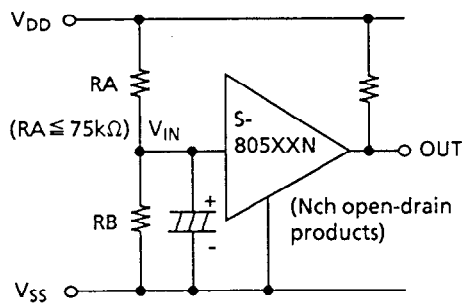 VDD
RA
(RA≦75kΩ)
VIN
S-
805XXN
OUT
RB
+
-
(Nch open-drain
products)
VSS